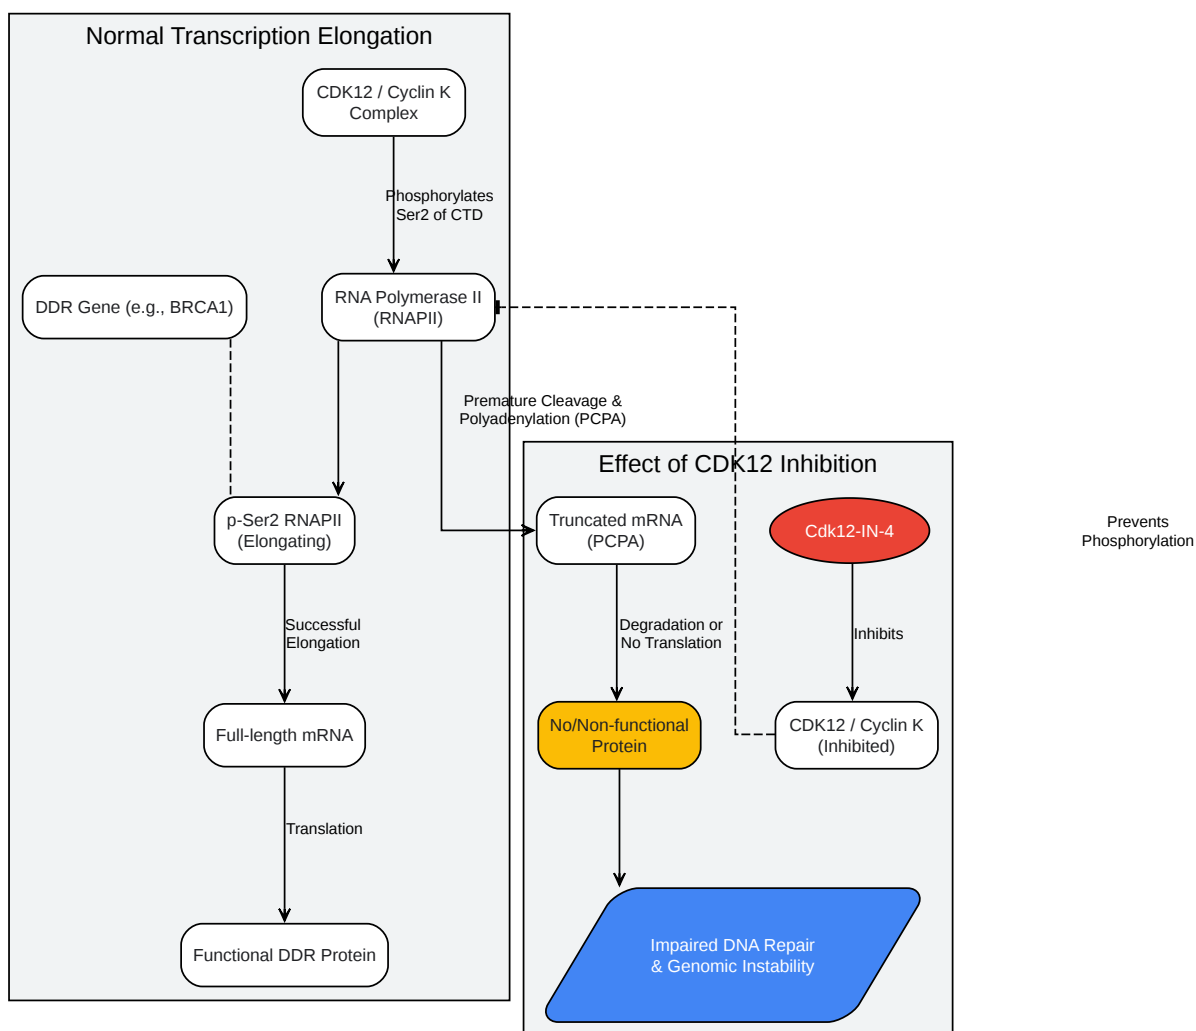 Normal Transcription Elongation
CDK12 / Cyclin K
Complex
Phosphorylates
Ser2 of CTD
DDR Gene (e.g., BRCA1)
RNA Polymerase II
(RNAPII)
Premature Cleavage &
Polyadenylation (PCPA)
p-Ser2 RNAPII
(Elongating)
Successful
Elongation
Full-length mRNA
Translation
Functional DDR Protein
Effect of CDK12 Inhibition
Truncated mRNA
(PCPA)
Cdk12-IN-4
Degradation or
No Translation
Inhibits
No/Non-functional
Protein
CDK12 / Cyclin K
(Inhibited)
Impaired DNA Repair
& Genomic Instability
Prevents
Phosphorylation